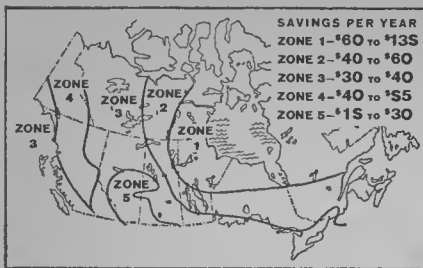 SAVINGS PER YEAR
ZONE 1-$60 TO $135
ZONE 2-$40 TO $60
ZONE 3-$30 TO $40
ZONE 4-$40 TO $55
ZONE 5-$15 TO $30
ZONE 4
ZONE 3
ZONE 2
ZONE 1
ZONE 3
ZONE 5